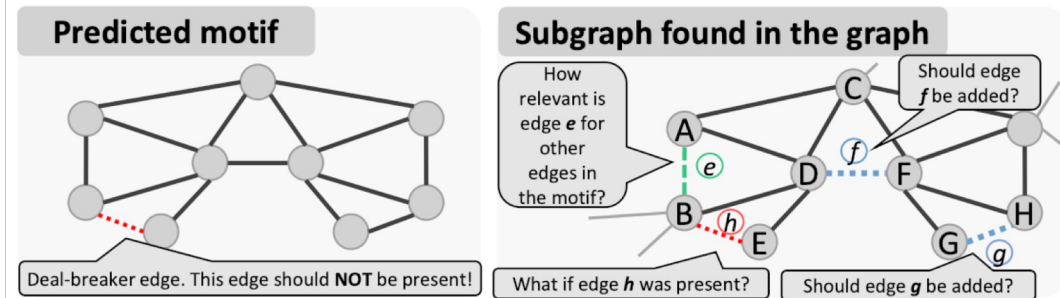 Predicted motif
Deal-breaker edge. This edge should NOT be present!
Subgraph found in the graph
How
relevant is
edge e for
other
edges in
the motif?
Should edge
f be added?
C
A
e
f
D
F
B
h
E
G
H
g
What if edge h was present?
Should edge g be added?